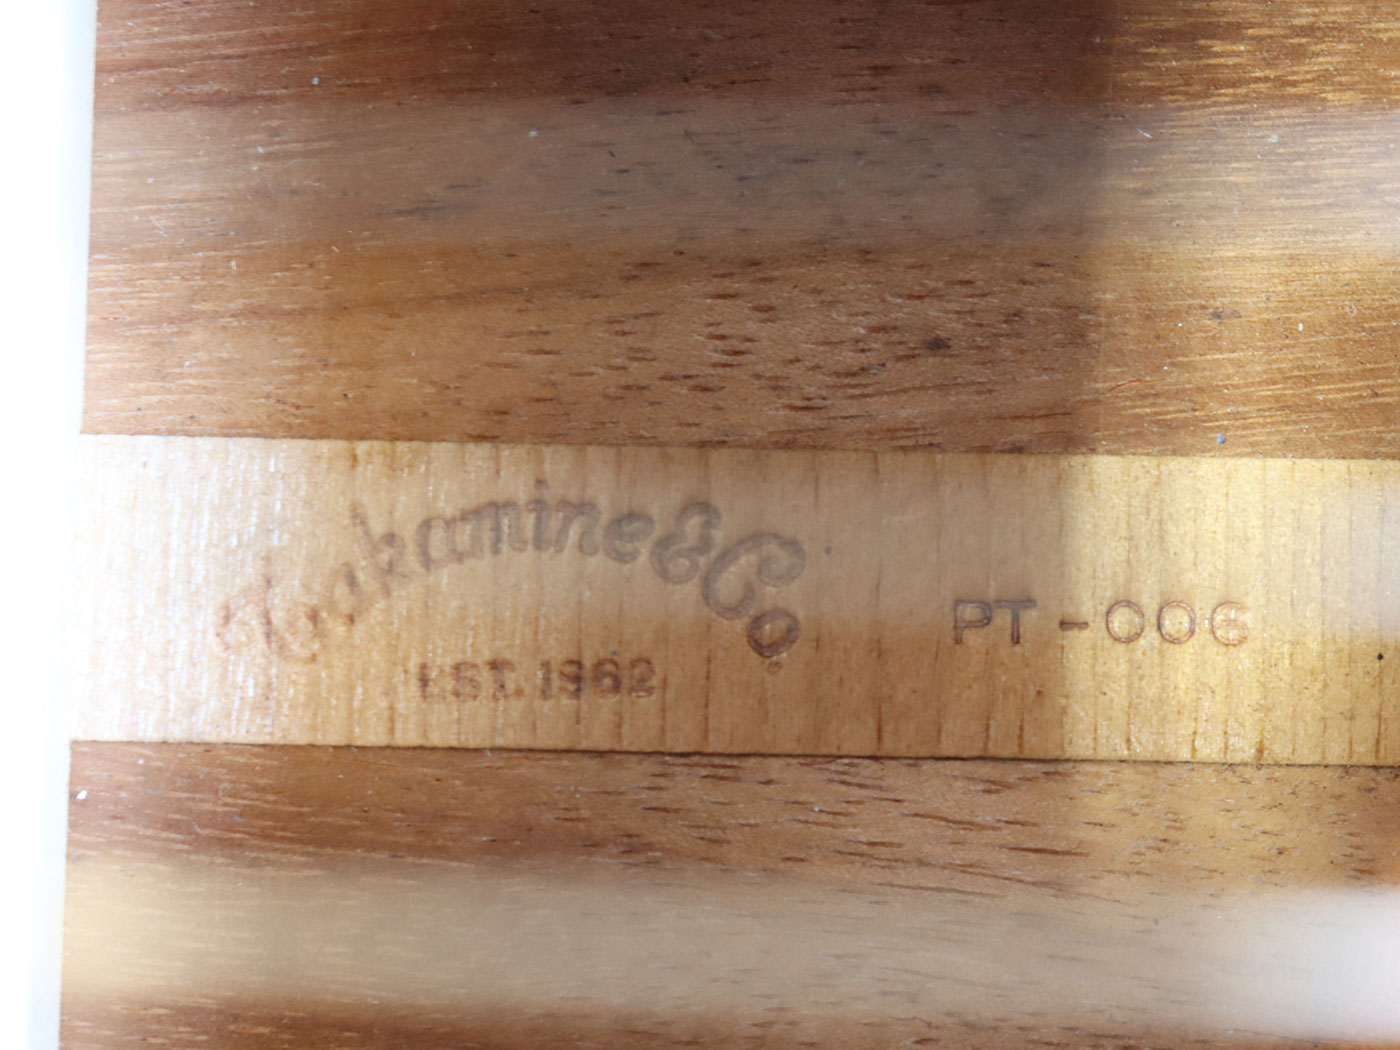 Takamine & Co.
EST. 1962
PT-006